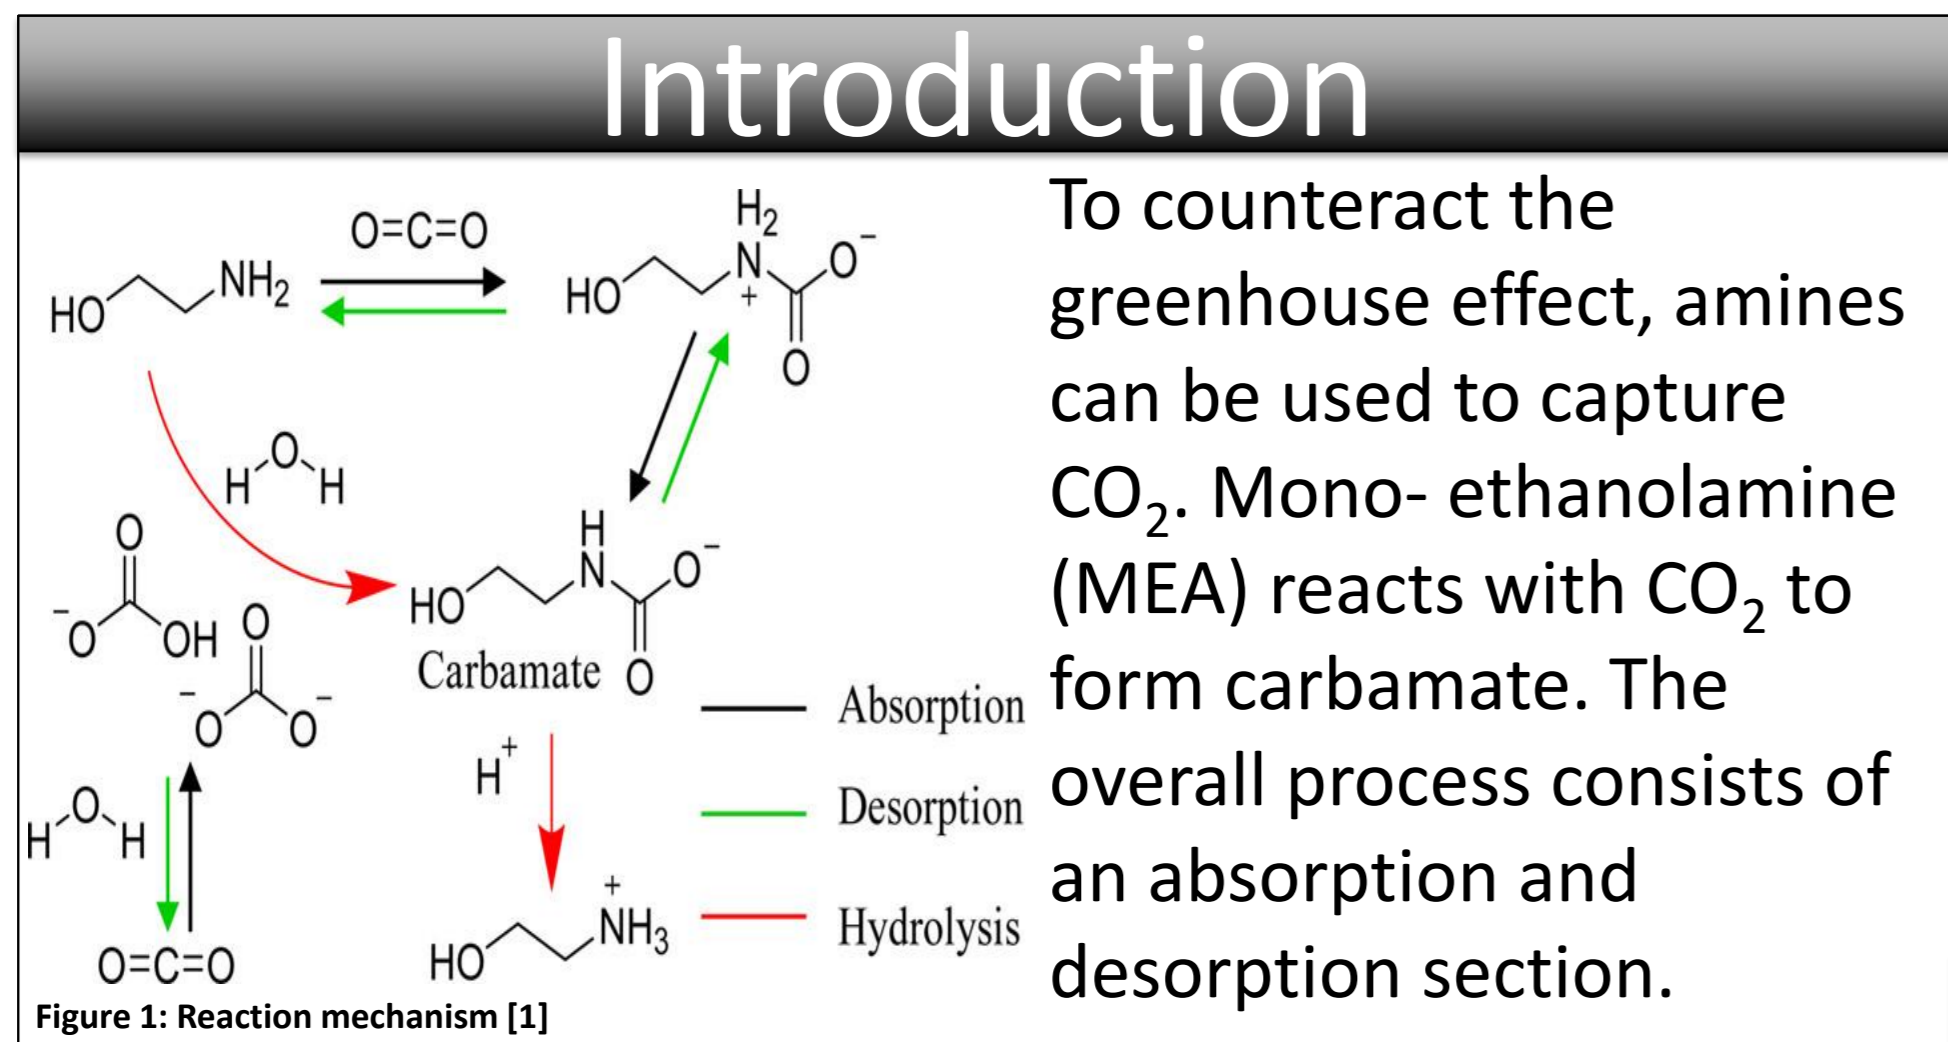 Introduction
O=C=O
HO NH₂
H₂
HO N⁺ O⁻
O
H O H
H
HO N O⁻
O
Carbamate
O
⁻O OH
O
⁻O O⁻
H⁺
H O H
O=C=O
HO NH₃⁺
Absorption
Desorption
Hydrolysis
Figure 1: Reaction mechanism [1]
To counteract the
greenhouse effect, amines
can be used to capture
CO₂. Mono- ethanolamine
(MEA) reacts with CO₂ to
form carbamate. The
overall process consists of
an absorption and
desorption section.